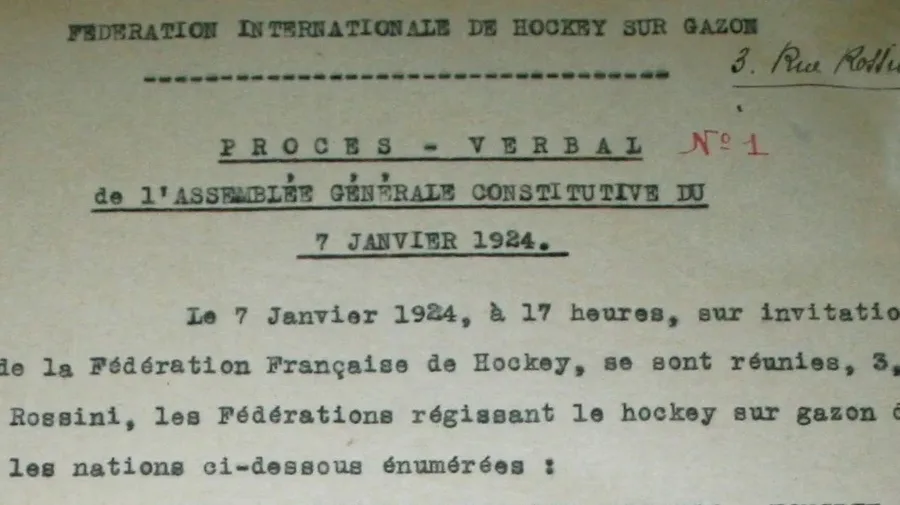 FEDERATION INTERNATIONALE DE HOCKEY SUR GAZON
3. Rue Rossini
PROCES - VERBAL Nº 1
de l'ASSEMBLÉE GÉNÉRALE CONSTITUTIVE DU
7 JANVIER 1924.
Le 7 Janvier 1924, à 17 heures, sur invitatio
de la Fédération Française de Hockey, se sont réunies, 3,
Rossini, les Fédérations régissant le hockey sur gazon d
les nations ci-dessous énumérées :